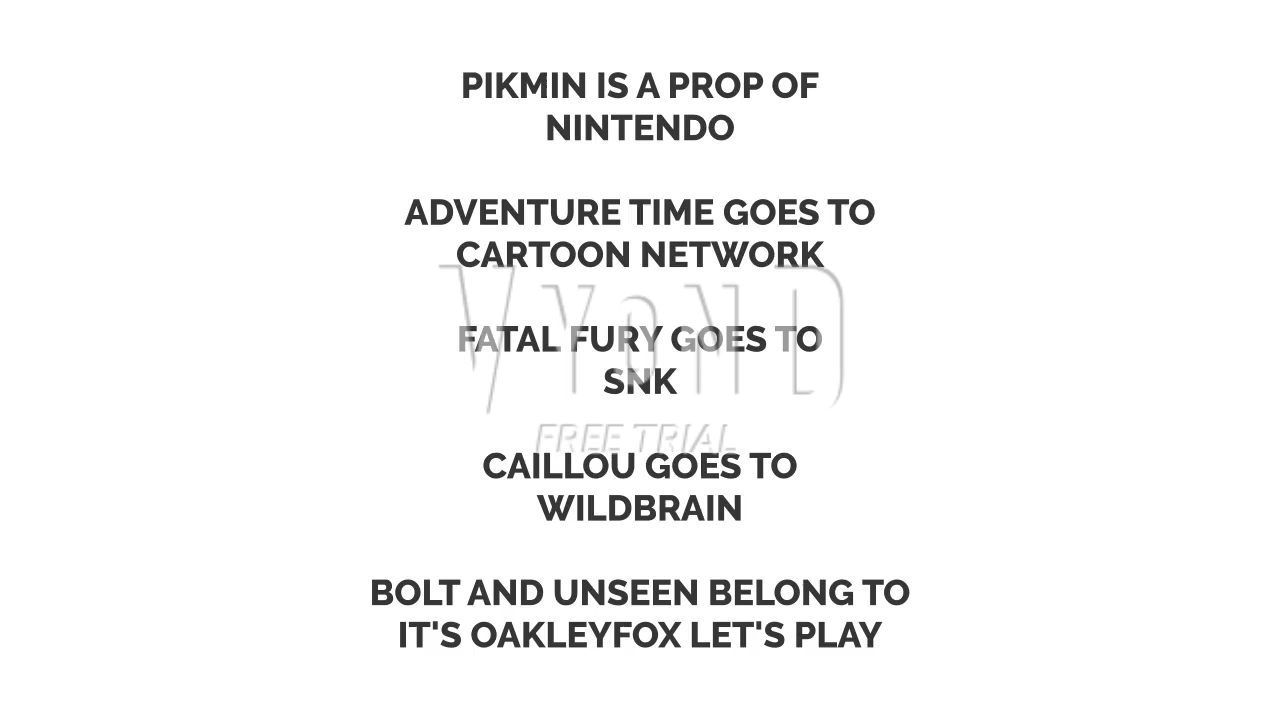 PIKMIN IS A PROP OF
NINTENDO
ADVENTURE TIME GOES TO
CARTOON NETWORK
VYOND
FATAL FURY GOES TO
SNK
FREE TRIAL
CAILLOU GOES TO
WILDBRAIN
BOLT AND UNSEEN BELONG TO
IT'S OAKLEYFOX LET'S PLAY